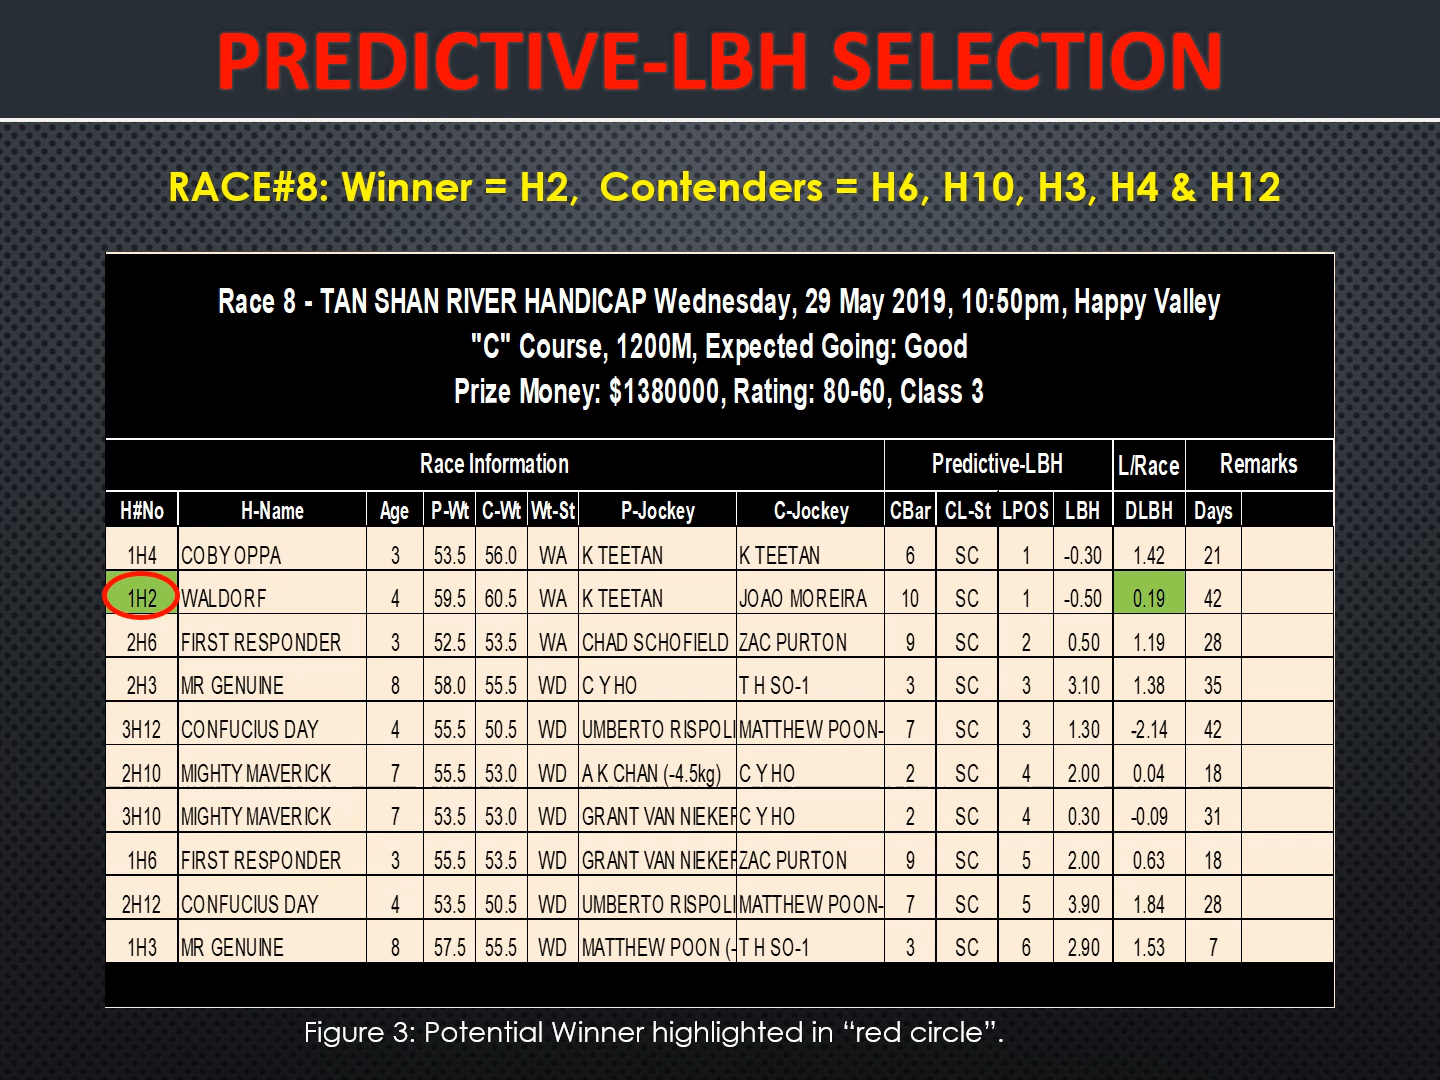 PREDICTIVE-LBH SELECTION
RACE#8: Winner = H2, Contenders = H6, H10, H3, H4 & H12
Race 8 - TAN SHAN RIVER HANDICAP Wednesday, 29 May 2019, 10:50pm, Happy Valley
"C" Course, 1200M, Expected Going: Good
Prize Money: $1380000, Rating: 80-60, Class 3
Race Information Predictive-LBH L/Race Remarks
H#No H-Name Age P-Wt C-Wt Wt-St P-Jockey C-Jockey CBar CL-St LPOS LBH DLBH Days
1H4 COBY OPPA 3 53.5 56.0 WA K TEETAN K TEETAN 6 SC 1 -0.30 1.42 21
1H2 WALDORF 4 59.5 60.5 WA K TEETAN JOAO MOREIRA 10 SC 1 -0.50 0.19 42
2H6 FIRST RESPONDER 3 52.5 53.5 WA CHAD SCHOFIELD ZAC PURTON 9 SC 2 0.50 1.19 28
2H3 MR GENUINE 8 58.0 55.5 WD C Y HO T H SO-1 3 SC 3 3.10 1.38 35
3H12 CONFUCIUS DAY 4 55.5 50.5 WD UMBERTO RISPOLI MATTHEW POON- 7 SC 3 1.30 -2.14 42
2H10 MIGHTY MAVERICK 7 55.5 53.0 WD A K CHAN (-4.5kg) C Y HO 2 SC 4 2.00 0.04 18
3H10 MIGHTY MAVERICK 7 53.5 53.0 WD GRANT VAN NIEKER C Y HO 2 SC 4 0.30 -0.09 31
1H6 FIRST RESPONDER 3 55.5 53.5 WD GRANT VAN NIEKER ZAC PURTON 9 SC 5 2.00 0.63 18
2H12 CONFUCIUS DAY 4 53.5 50.5 WD UMBERTO RISPOLI MATTHEW POON- 7 SC 5 3.90 1.84 28
1H3 MR GENUINE 8 57.5 55.5 WD MATTHEW POON (- T H SO-1 3 SC 6 2.90 1.53 7
Figure 3: Potential Winner highlighted in “red circle”.